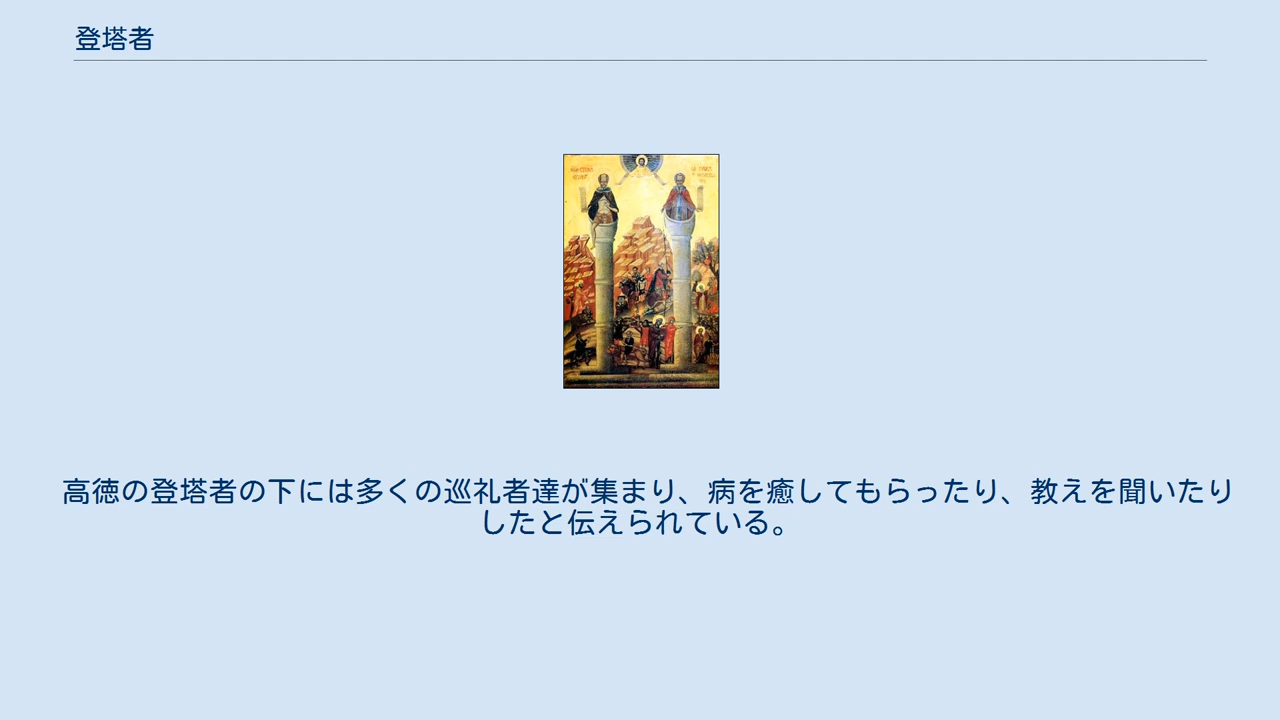 登塔者
高徳の登塔者の下には多くの巡礼者達が集まり、病を癒してもらったり、教えを聞いたり
したと伝えられている。